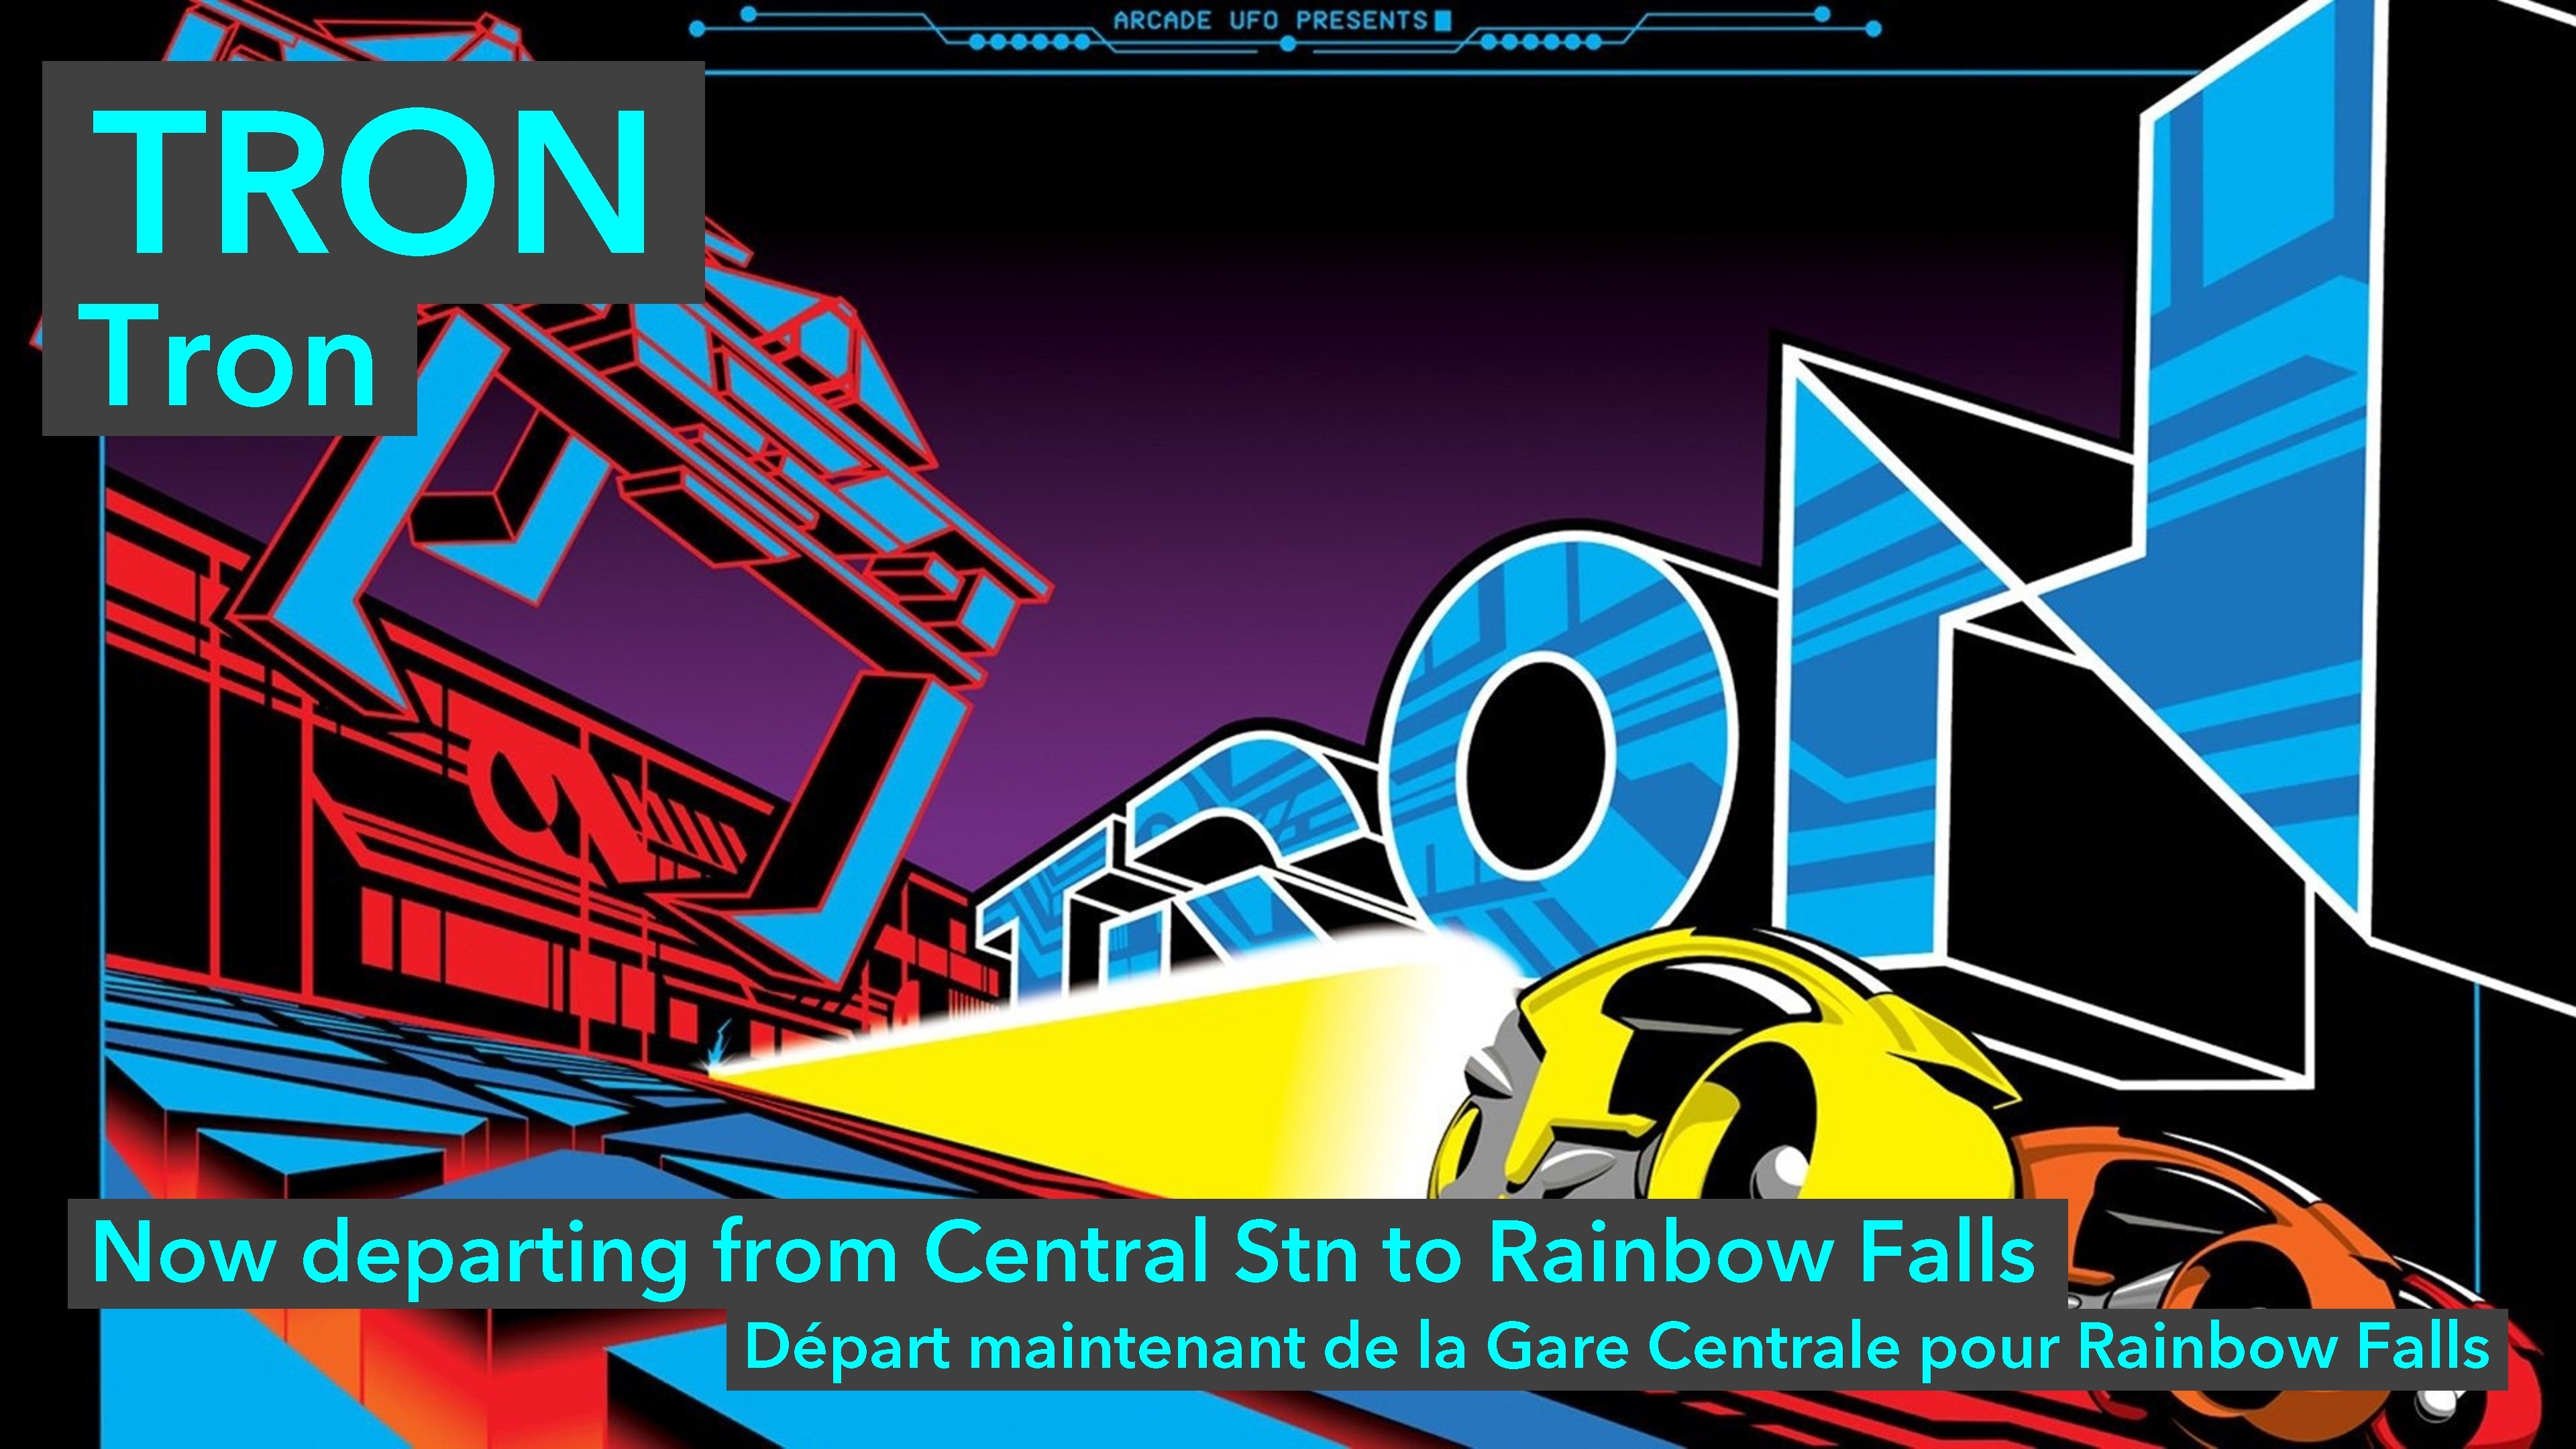 ARCADE UFO PRESENTS
TRON
Tron
TRON
Now departing from Central Stn to Rainbow Falls
Départ maintenant de la Gare Centrale pour Rainbow Falls